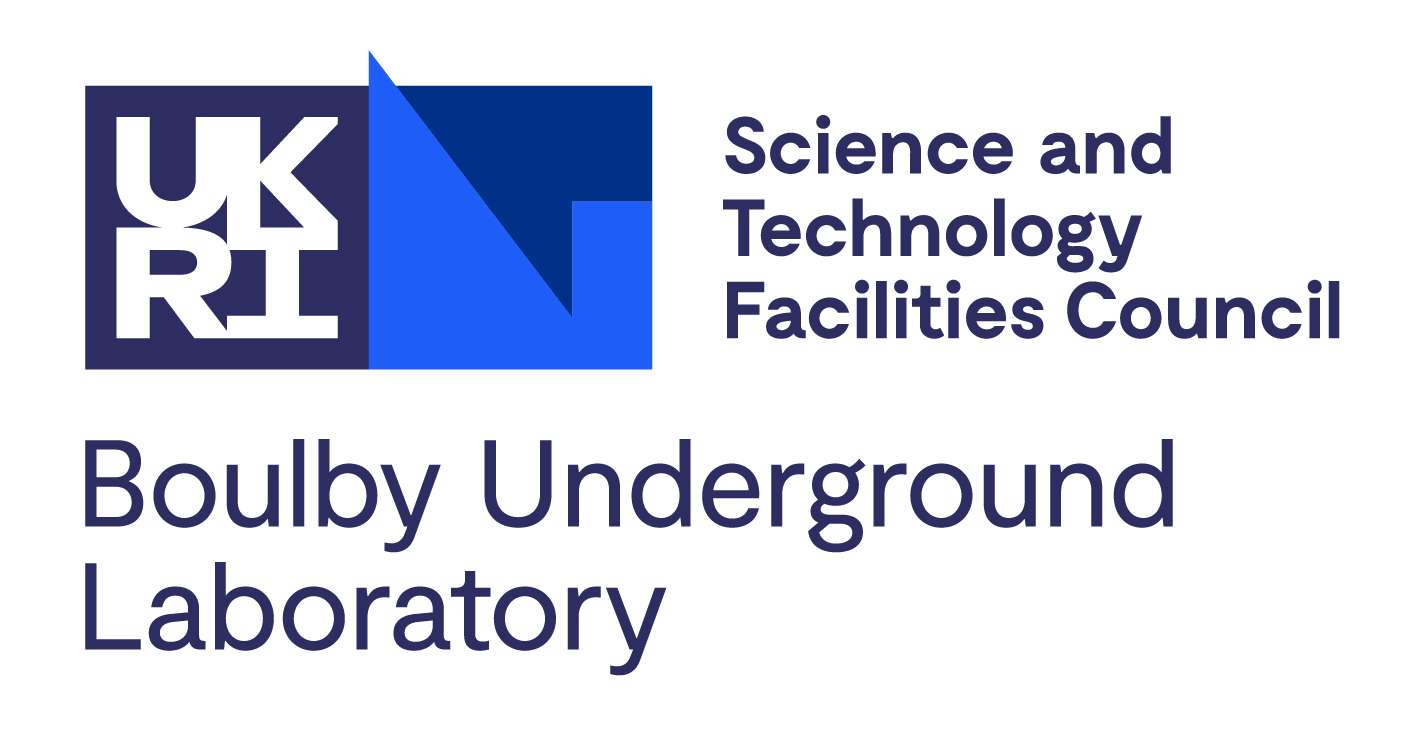 UK
RI
Science and
Technology
Facilities Council
Boulby Underground
Laboratory